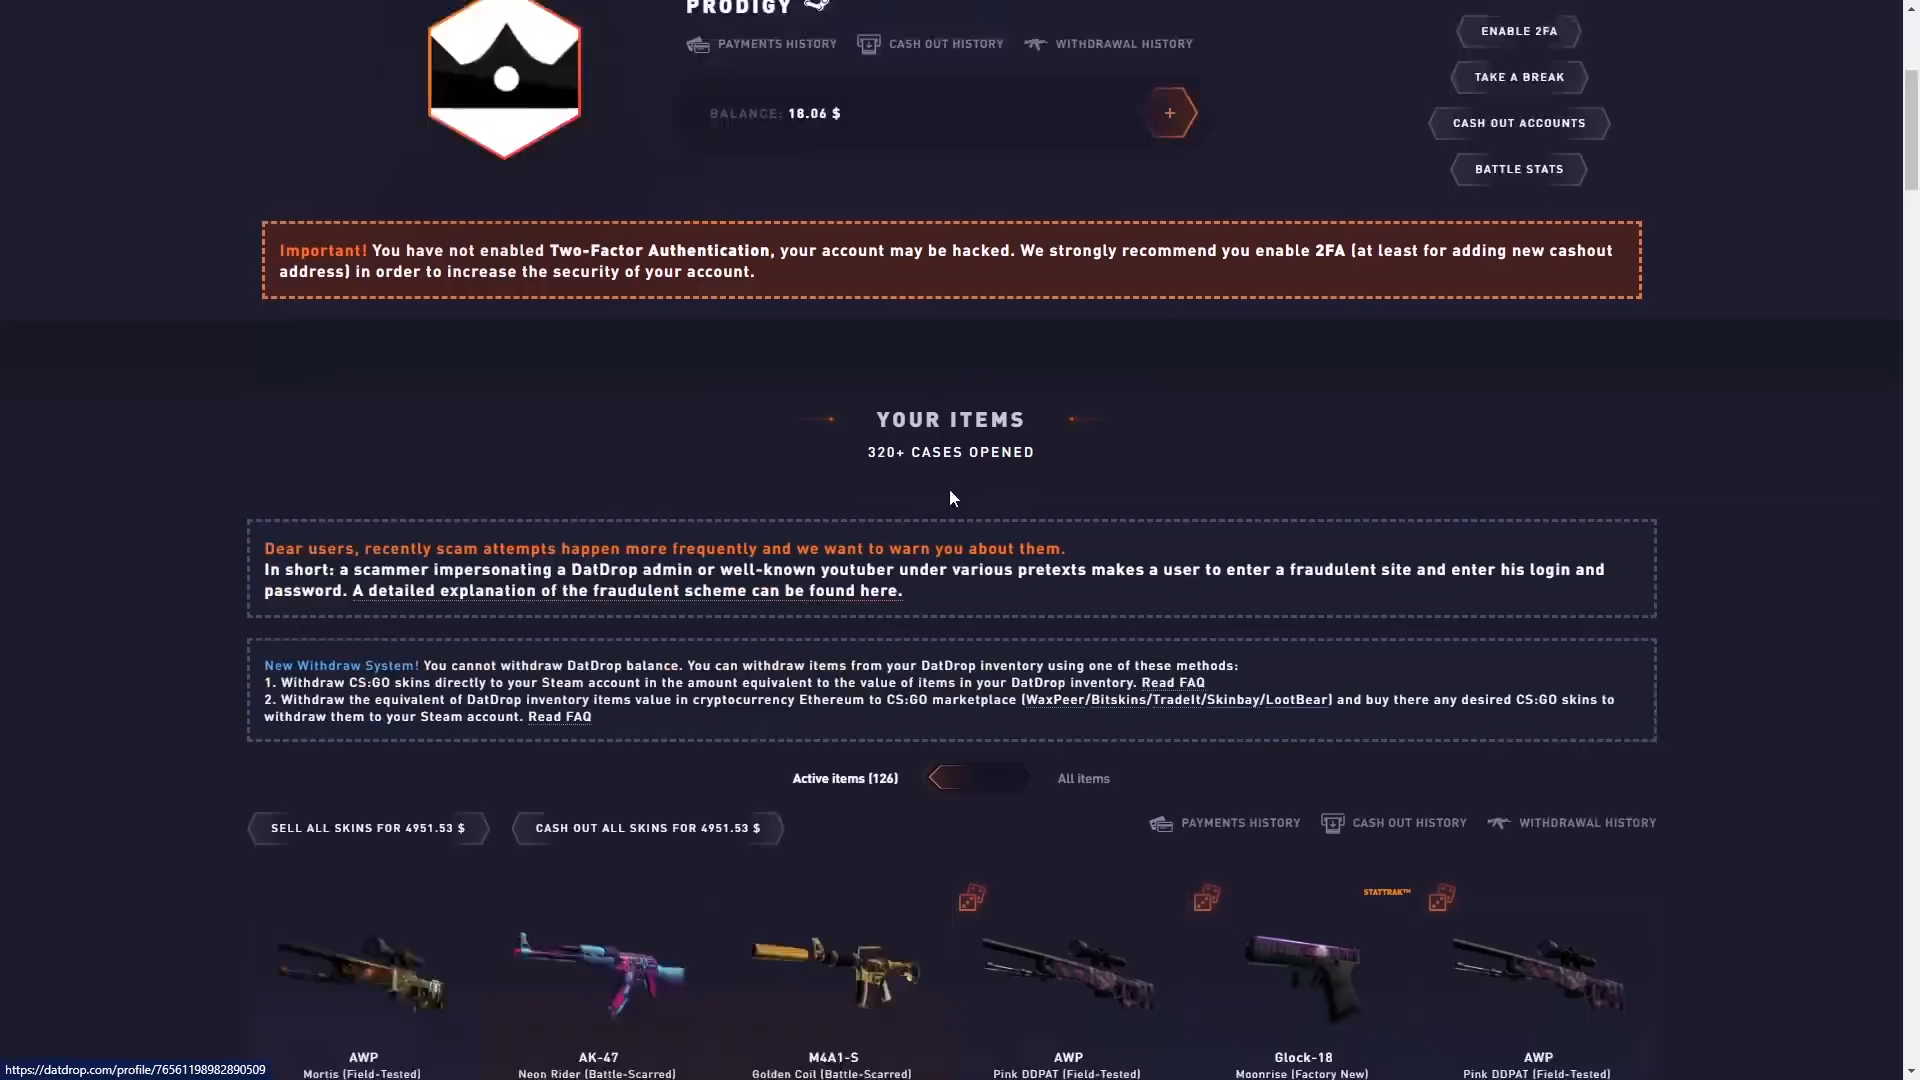 PRODIGY
PAYMENTS HISTORY CASH OUT HISTORY WITHDRAWAL HISTORY
BALANCE: 18.06 $
+
ENABLE 2FA
TAKE A BREAK
CASH OUT ACCOUNTS
BATTLE STATS
Important! You have not enabled Two-Factor Authentication, your account may be hacked. We strongly recommend you enable 2FA (at least for adding new cashout
address) in order to increase the security of your account.
YOUR ITEMS
320+ CASES OPENED
Dear users, recently scam attempts happen more frequently and we want to warn you about them.
In short: a scammer impersonating a DatDrop admin or well-known youtuber under various pretexts makes a user to enter a fraudulent site and enter his login and
password. A detailed explanation of the fraudulent scheme can be found here.
New Withdraw System! You cannot withdraw DatDrop balance. You can withdraw items from your DatDrop inventory using one of these methods:
1. Withdraw CS:GO skins directly to your Steam account in the amount equivalent to the value of items in your DatDrop inventory. Read FAQ
2. Withdraw the equivalent of DatDrop inventory items value in cryptocurrency Ethereum to CS:GO marketplace (WaxPeer/Bitskins/TradeIt/Skinbay/LootBear) and buy there any desired CS:GO skins to
withdraw them to your Steam account. Read FAQ
Active items (126) All items
SELL ALL SKINS FOR 4951.53 $ CASH OUT ALL SKINS FOR 4951.53 $ PAYMENTS HISTORY CASH OUT HISTORY WITHDRAWAL HISTORY
STATTRAK™
AWP AK-47 M4A1-S AWP Glock-18 AWP
Mortis (Field-Tested) Neon Rider (Battle-Scarred) Golden Coil (Battle-Scarred) Pink DDPAT (Field-Tested) Moonrise (Factory New) Pink DDPAT (Field-Tested)
https://datdrop.com/profile/76561198982890509